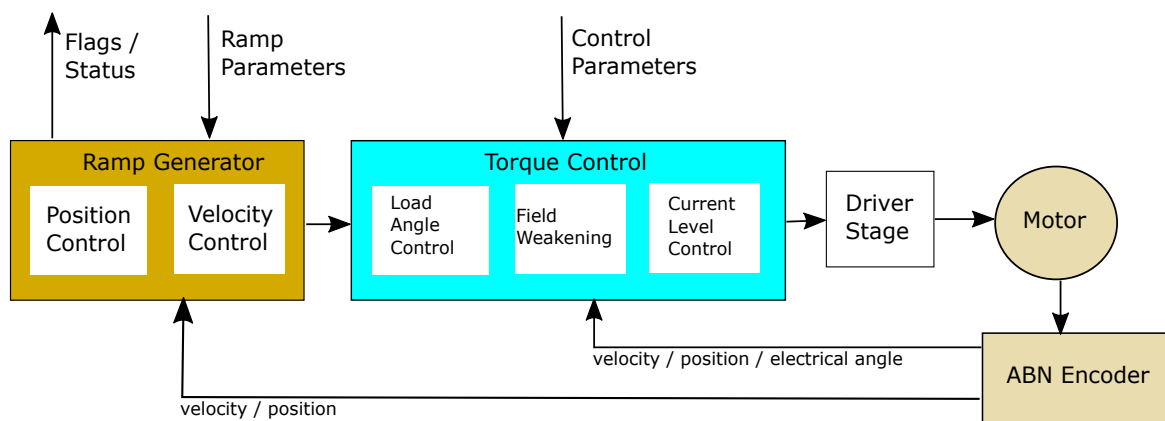 Flags /
Status
Ramp
Parameters
Control
Parameters
Ramp Generator
Position
Control
Velocity
Control
Torque Control
Load
Angle
Control
Field
Weakening
Current
Level
Control
Driver
Stage
Motor
velocity / position / electrical angle
ABN Encoder
velocity / position